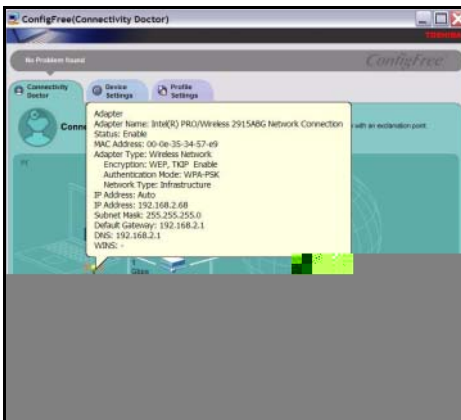 ConfigFree(Connectivity Doctor)
TOSHIBA
No Problem found
ConfigFree
Connectivity Doctor
Device Settings
Profile Settings
Conne
with an exclamation point.
Adapter
Adapter Name: Intel(R) PRO/Wireless 2915ABG Network Connection
Status: Enable
MAC Address: 00-0e-35-34-57-e9
Adapter Type: Wireless Network
Encryption: WEP, TKIP Enable
Authentication Mode: WPA-PSK
Network Type: Infrastructure
IP Address: Auto
IP Address: 192.168.2.68
Subnet Mask: 255.255.255.0
Default Gateway: 192.168.2.1
DNS: 192.168.2.1
WINS: -
PC
1
Gbps